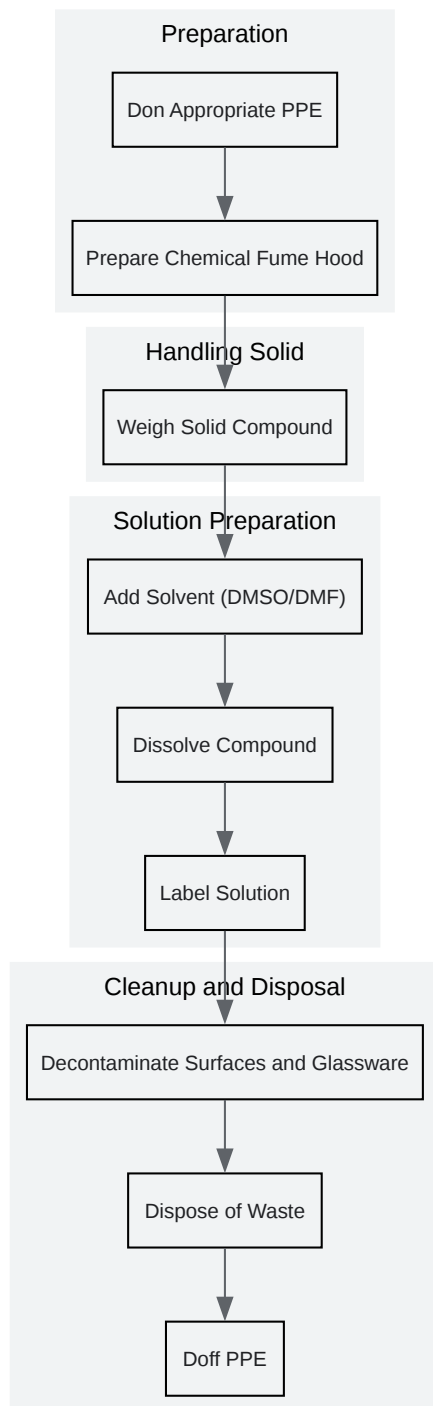 Preparation
Don Appropriate PPE
Prepare Chemical Fume Hood
Handling Solid
Weigh Solid Compound
Solution Preparation
Add Solvent (DMSO/DMF)
Dissolve Compound
Label Solution
Cleanup and Disposal
Decontaminate Surfaces and Glassware
Dispose of Waste
Doff PPE